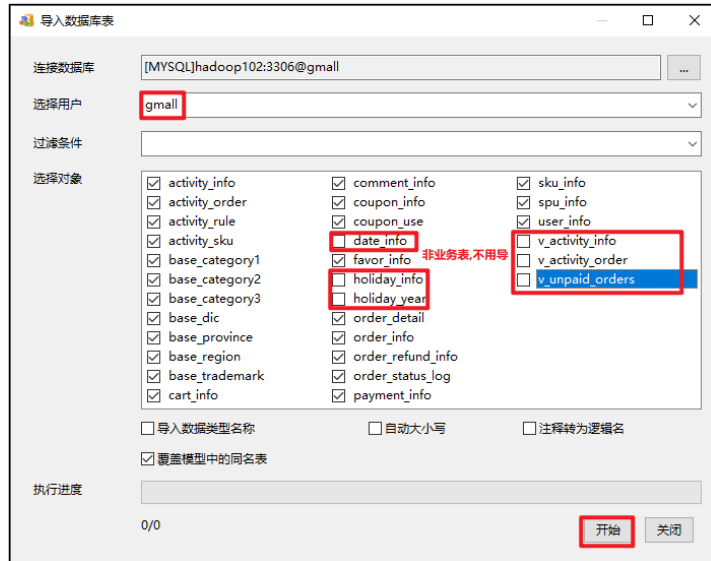 导入数据库表
连接数据库
[MYSQL]hadoop102:3306@gmall
...
选择用户
gmall
过滤条件
选择对象
activity_info
activity_order
activity_rule
activity_sku
base_category1
base_category2
base_category3
base_dic
base_province
base_region
base_trademark
cart_info
comment_info
coupon_info
coupon_use
date_info
favor_info
holiday_info
holiday_year
order_detail
order_info
order_refund_info
order_status_log
payment_info
非业务表,不用导
sku_info
spu_info
user_info
v_activity_info
v_activity_order
v_unpaid_orders
导入数据类型名称
自动大小写
注释转为逻辑名
覆盖模型中的同名表
执行进度
0/0
开始
关闭